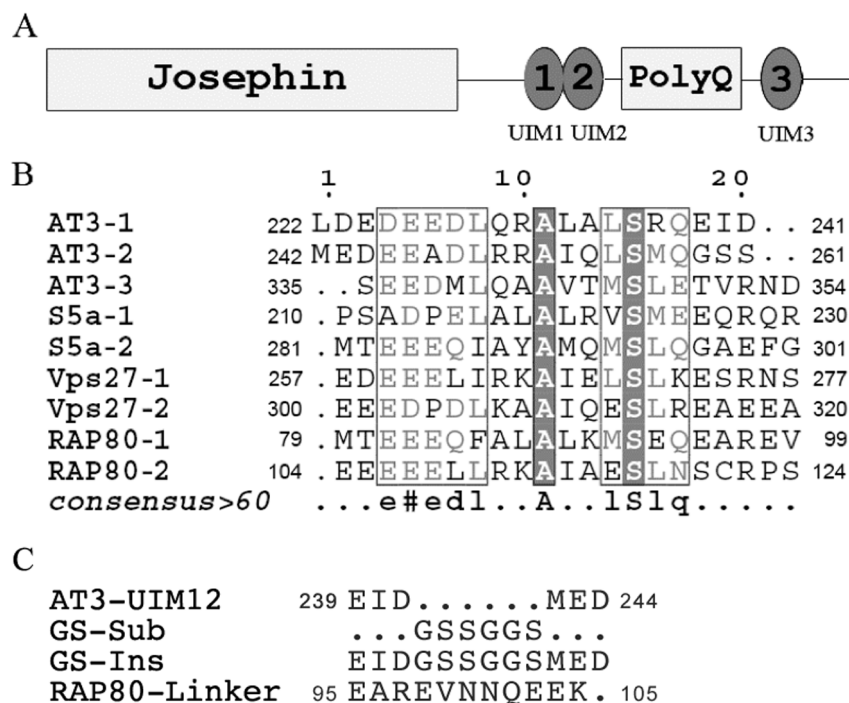 A
Josephin 1 2 PolyQ 3
UIM1 UIM2 UIM3
B
1 10 20
AT3-1 222 LDEDEEDLQRALALSRQEID.. 241
AT3-2 242 MEDEEADLRRAIQLSMQGSS.. 261
AT3-3 335 ..SEEDMLQAAVTMSLETVRND 354
S5a-1 210 .PSADPELALALRVSMEEQRQR 230
S5a-2 281 .MTEEEQIAYAMQMSLQGAEFG 301
Vps27-1 257 .EDEEELIRKAIELSLKESRNS 277
Vps27-2 300 .EEEDPDLKAAIQESLREAEEA 320
RAP80-1 79 .MTEEEQFALALKMSEQEAREV 99
RAP80-2 104 .EEEEELLRKAIAESLNSCRPS 124
consensus>60 ...e#edl..A..lSlq.....
C
AT3-UIM12 239 EID......MED 244
GS-Sub ...GSSGGS...
GS-Ins EIDGSSGGSMED
RAP80-Linker 95 EAREVNNQEEK. 105